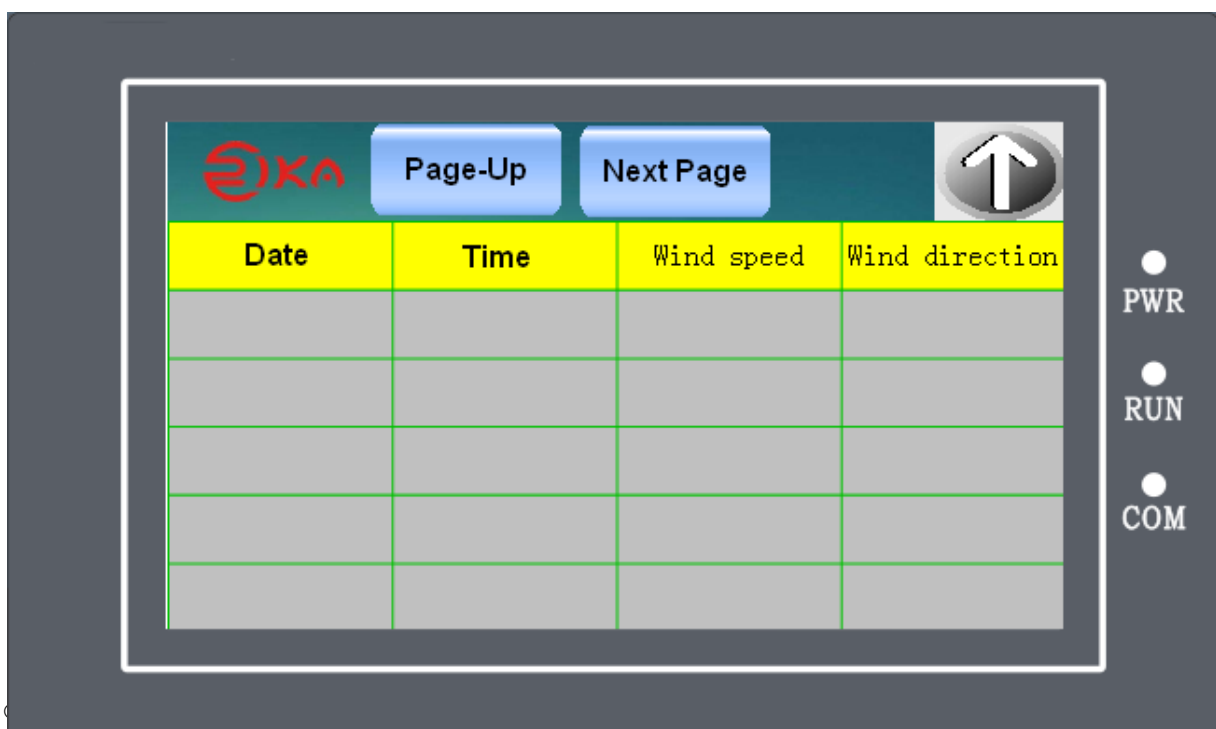 RIKA
Page-Up
Next Page
Date Time Wind speed Wind direction
PWR
RUN
COM